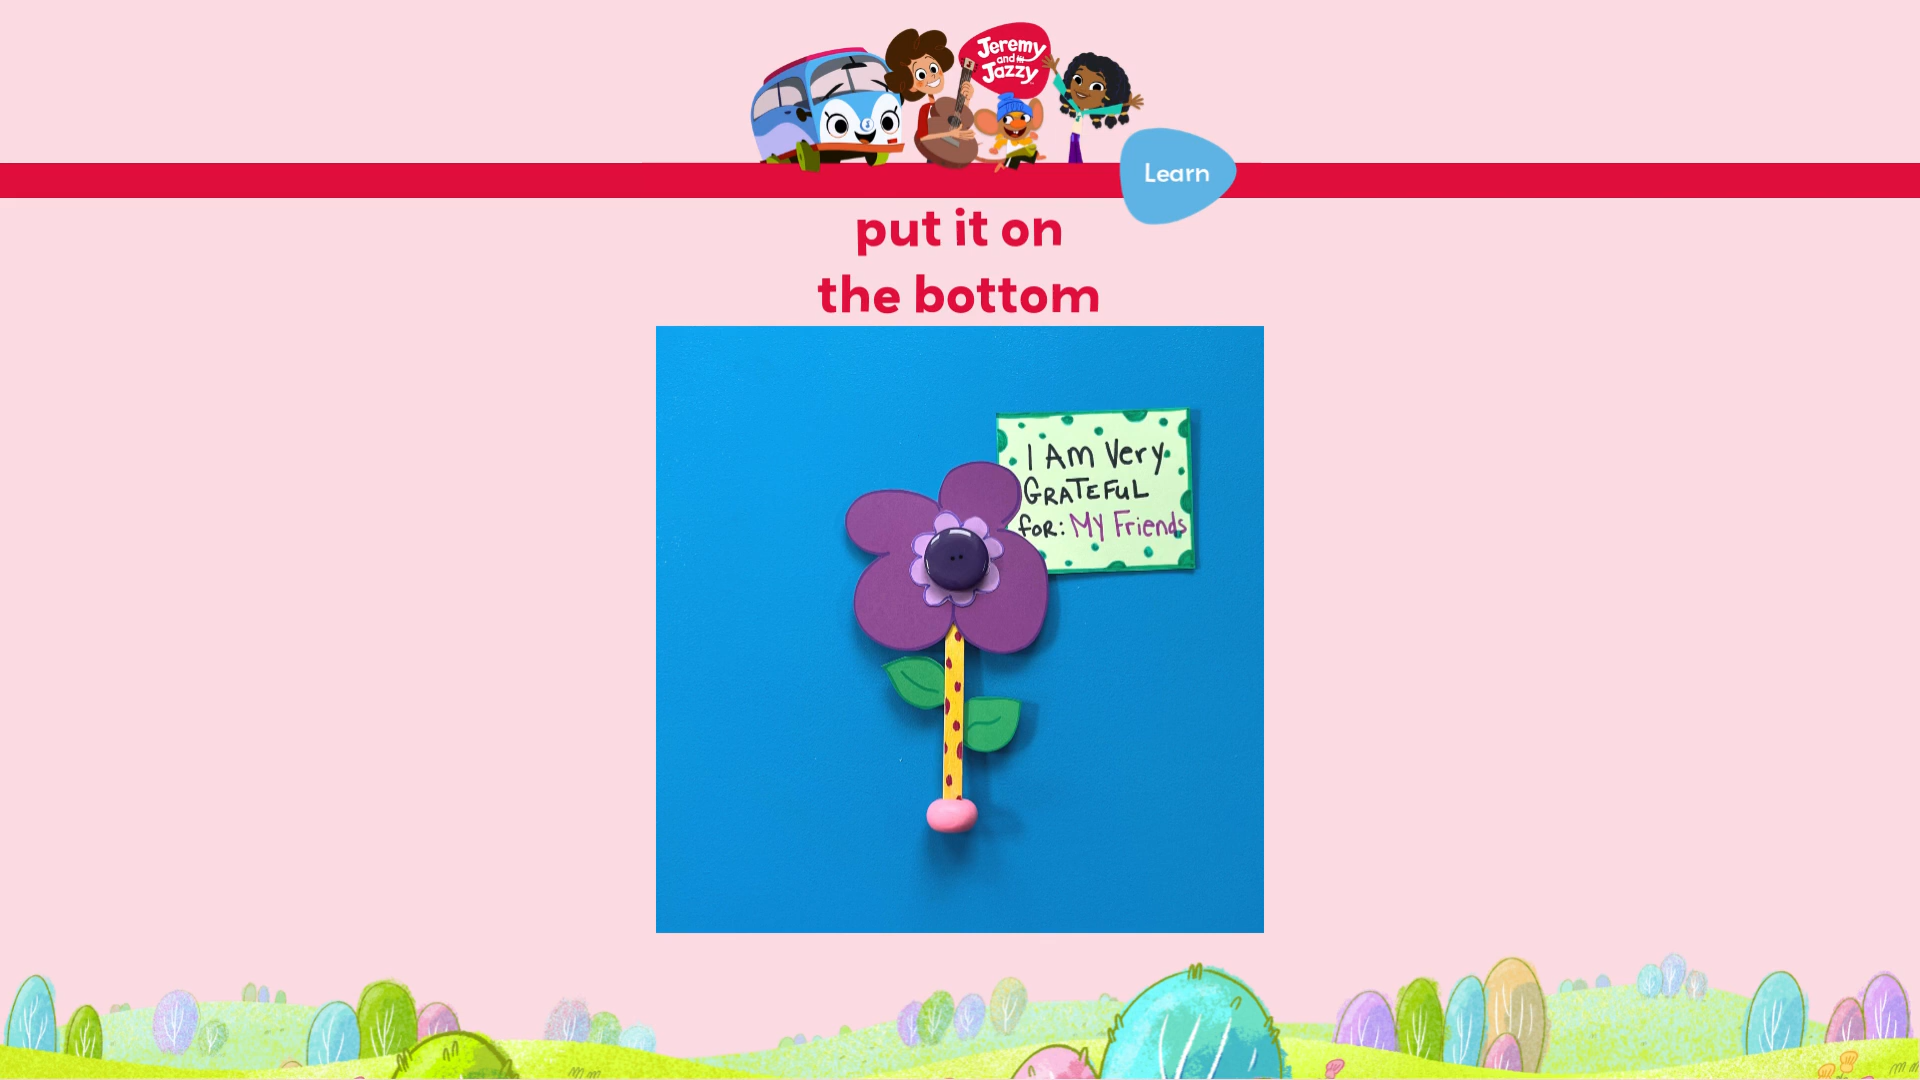 Jeremy
and the
Jazzy
Learn
put it on
the bottom
I Am Very
GRATEFUL
FOR: My Friends